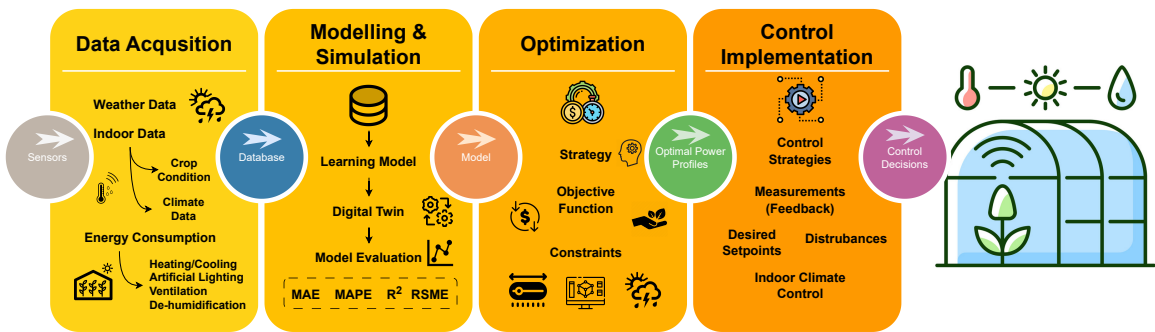 Data Acqusition
Weather Data
Indoor Data
Crop
Condition
Climate
Data
Energy Consumption
Heating/Cooling
Artificial Lighting
Ventilation
De-humidification
Sensors
Database
Modelling &
Simulation
Learning Model
Digital Twin
Model Evaluation
MAE MAPE R² RSME
Model
Optimization
$
Strategy
Objective
Function
$
Constraints
Optimal Power
Profiles
Control
Implementation
Control
Strategies
Measurements
(Feedback)
Desired
Setpoints
Distrubances
Indoor Climate
Control
Control
Decisions